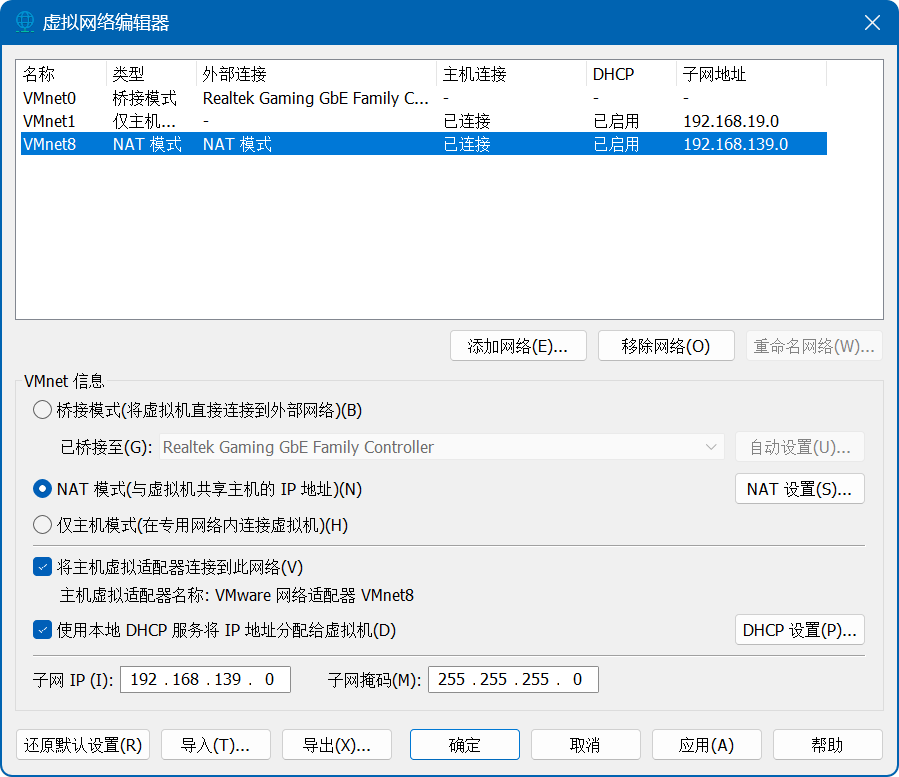 虚拟网络编辑器
名称 类型 外部连接 主机连接 DHCP 子网地址
VMnet0 桥接模式 Realtek Gaming GbE Family C... - - -
VMnet1 仅主机... - 已连接 已启用 192.168.19.0
VMnet8 NAT 模式 NAT 模式 已连接 已启用 192.168.139.0
添加网络(E)... 移除网络(O) 重命名网络(W)...
VMnet 信息
桥接模式(将虚拟机直接连接到外部网络)(B)
已桥接至(G): Realtek Gaming GbE Family Controller 自动设置(U)...
NAT 模式(与虚拟机共享主机的 IP 地址)(N) NAT 设置(S)...
仅主机模式(在专用网络内连接虚拟机)(H)
将主机虚拟适配器连接到此网络(V)
主机虚拟适配器名称: VMware 网络适配器 VMnet8
使用本地 DHCP 服务将 IP 地址分配给虚拟机(D) DHCP 设置(P)...
子网 IP (I): 192 . 168 . 139 . 0 子网掩码(M): 255 . 255 . 255 . 0
还原默认设置(R) 导入(T)... 导出(X)... 确定 取消 应用(A) 帮助